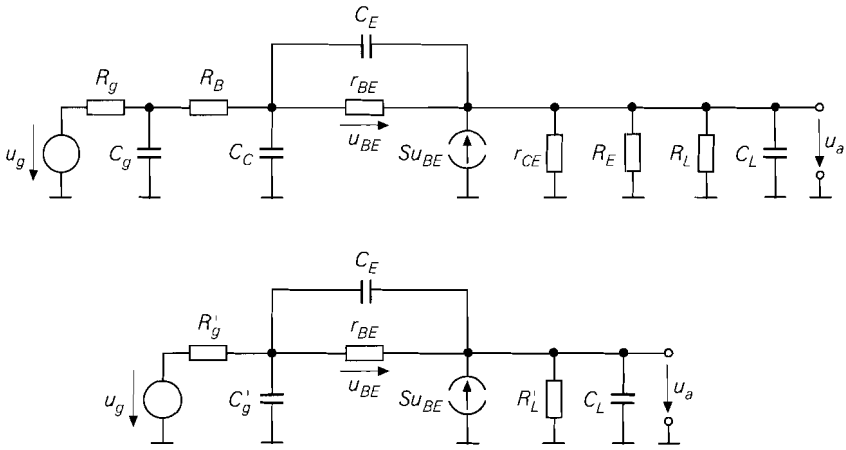 C_E
R_g R_B r_BE
u_BE
u_g C_g C_C Su_BE r_CE R_E R_L C_L u_a
C_E
R'_g r_BE
u_BE
u_g C'_g Su_BE R'_L C_L u_a